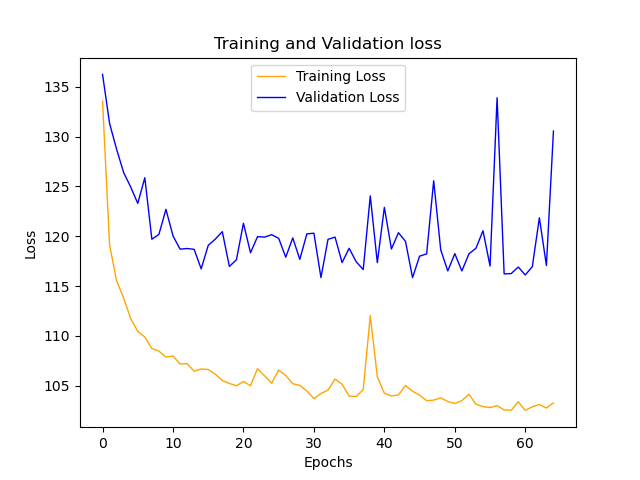 Training and Validation loss
Training Loss
Validation Loss
Loss
135
130
125
120
115
110
105
0 10 20 30 40 50 60
Epochs